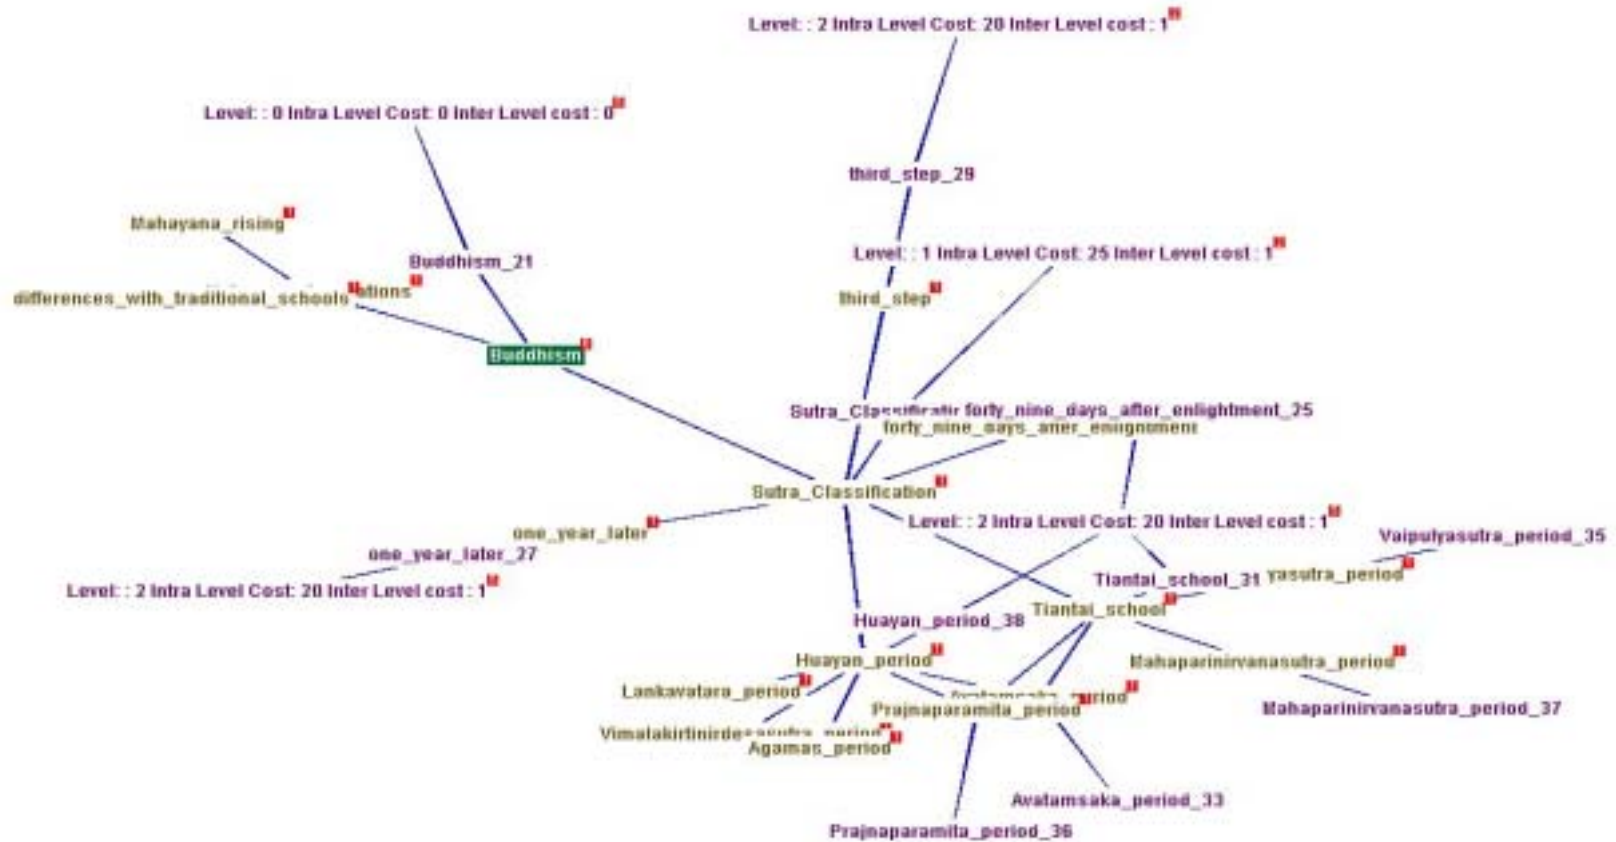 Level: : 2 Intra Level Cost: 20 Inter Level cost : 1
Level: : 0 Intra Level Cost: 0 Inter Level cost : 0
third_step_29
Mahayana_rising
Level: : 1 Intra Level Cost: 25 Inter Level cost : 1
Buddhism_21
differences_with_traditional_schools
third_step
Buddhism
forty_nine_days_after_enlightment_25
forty_nine_days_after_enlightment
Sutra_Classification
Level: : 2 Intra Level Cost: 20 Inter Level cost : 1
one_year_later
Vaipulyasutra_period_35
one_year_later_27
Tiantai_school_31
yasutra_period
Level: : 2 Intra Level Cost: 20 Inter Level cost : 1
Tiantai_school
Huayan_period_38
Huayan_period
Mahaparinirvanasutra_period
Lankavatara_period
Prajnaparamita_period
Mahaparinirvanasutra_period_37
Agamas_period
Avatamsaka_period_33
Prajnaparamita_period_36